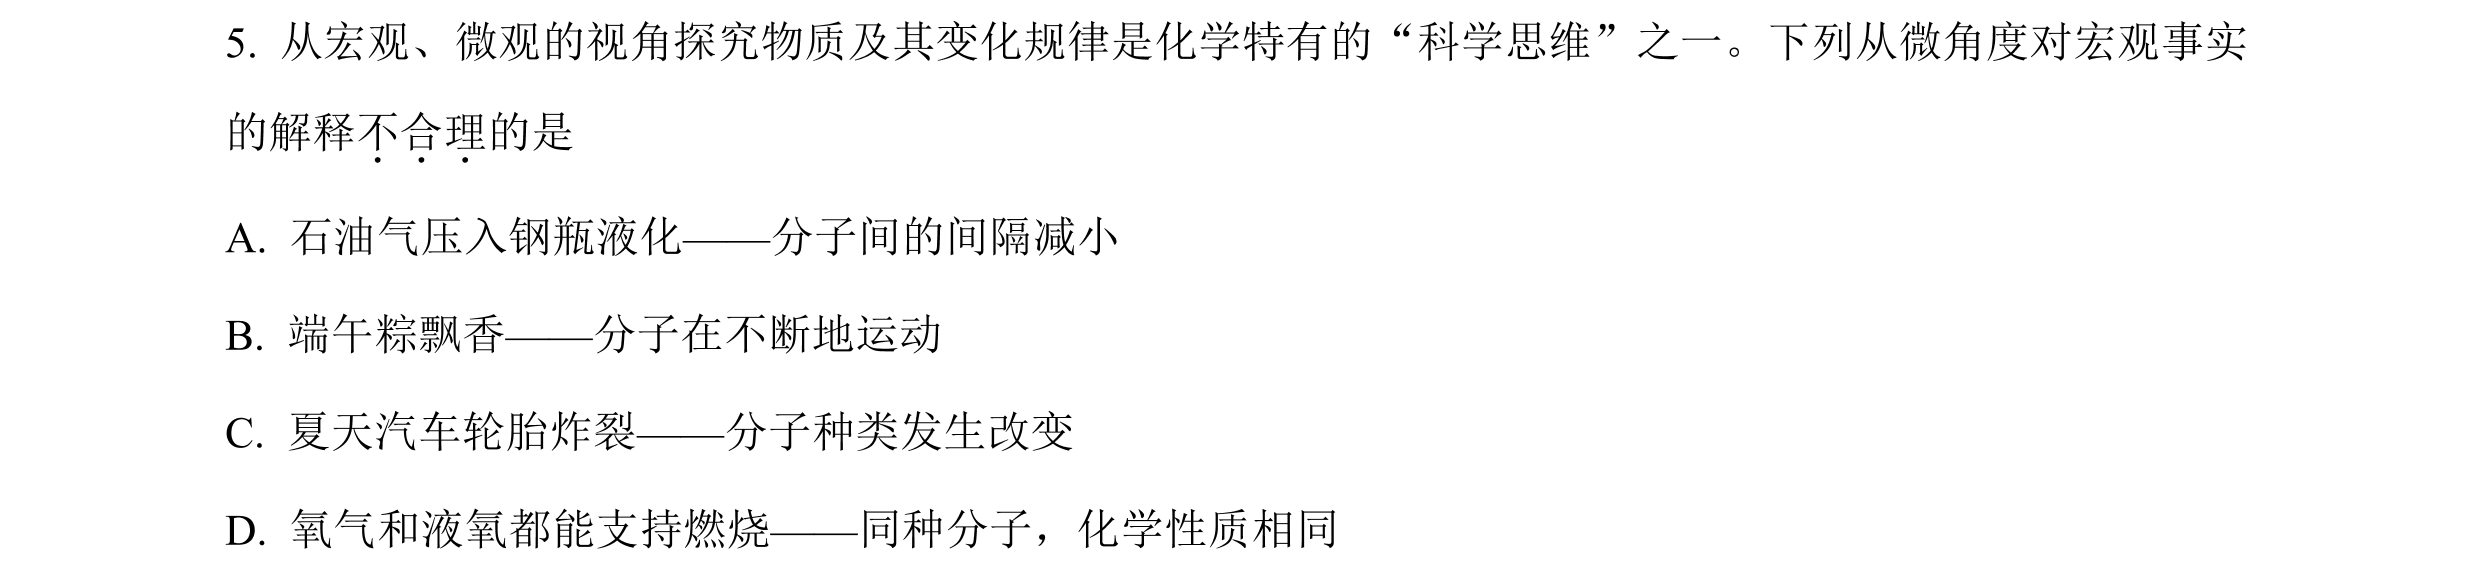 5. 从宏观、微观的视角探究物质及其变化规律是化学特有的“科学思维”之一。下列从微角度对宏观事实
的解释不合理的是
A. 石油气压入钢瓶液化——分子间的间隔减小
B. 端午粽飘香——分子在不断地运动
C. 夏天汽车轮胎炸裂——分子种类发生改变
D. 氧气和液氧都能支持燃烧——同种分子，化学性质相同